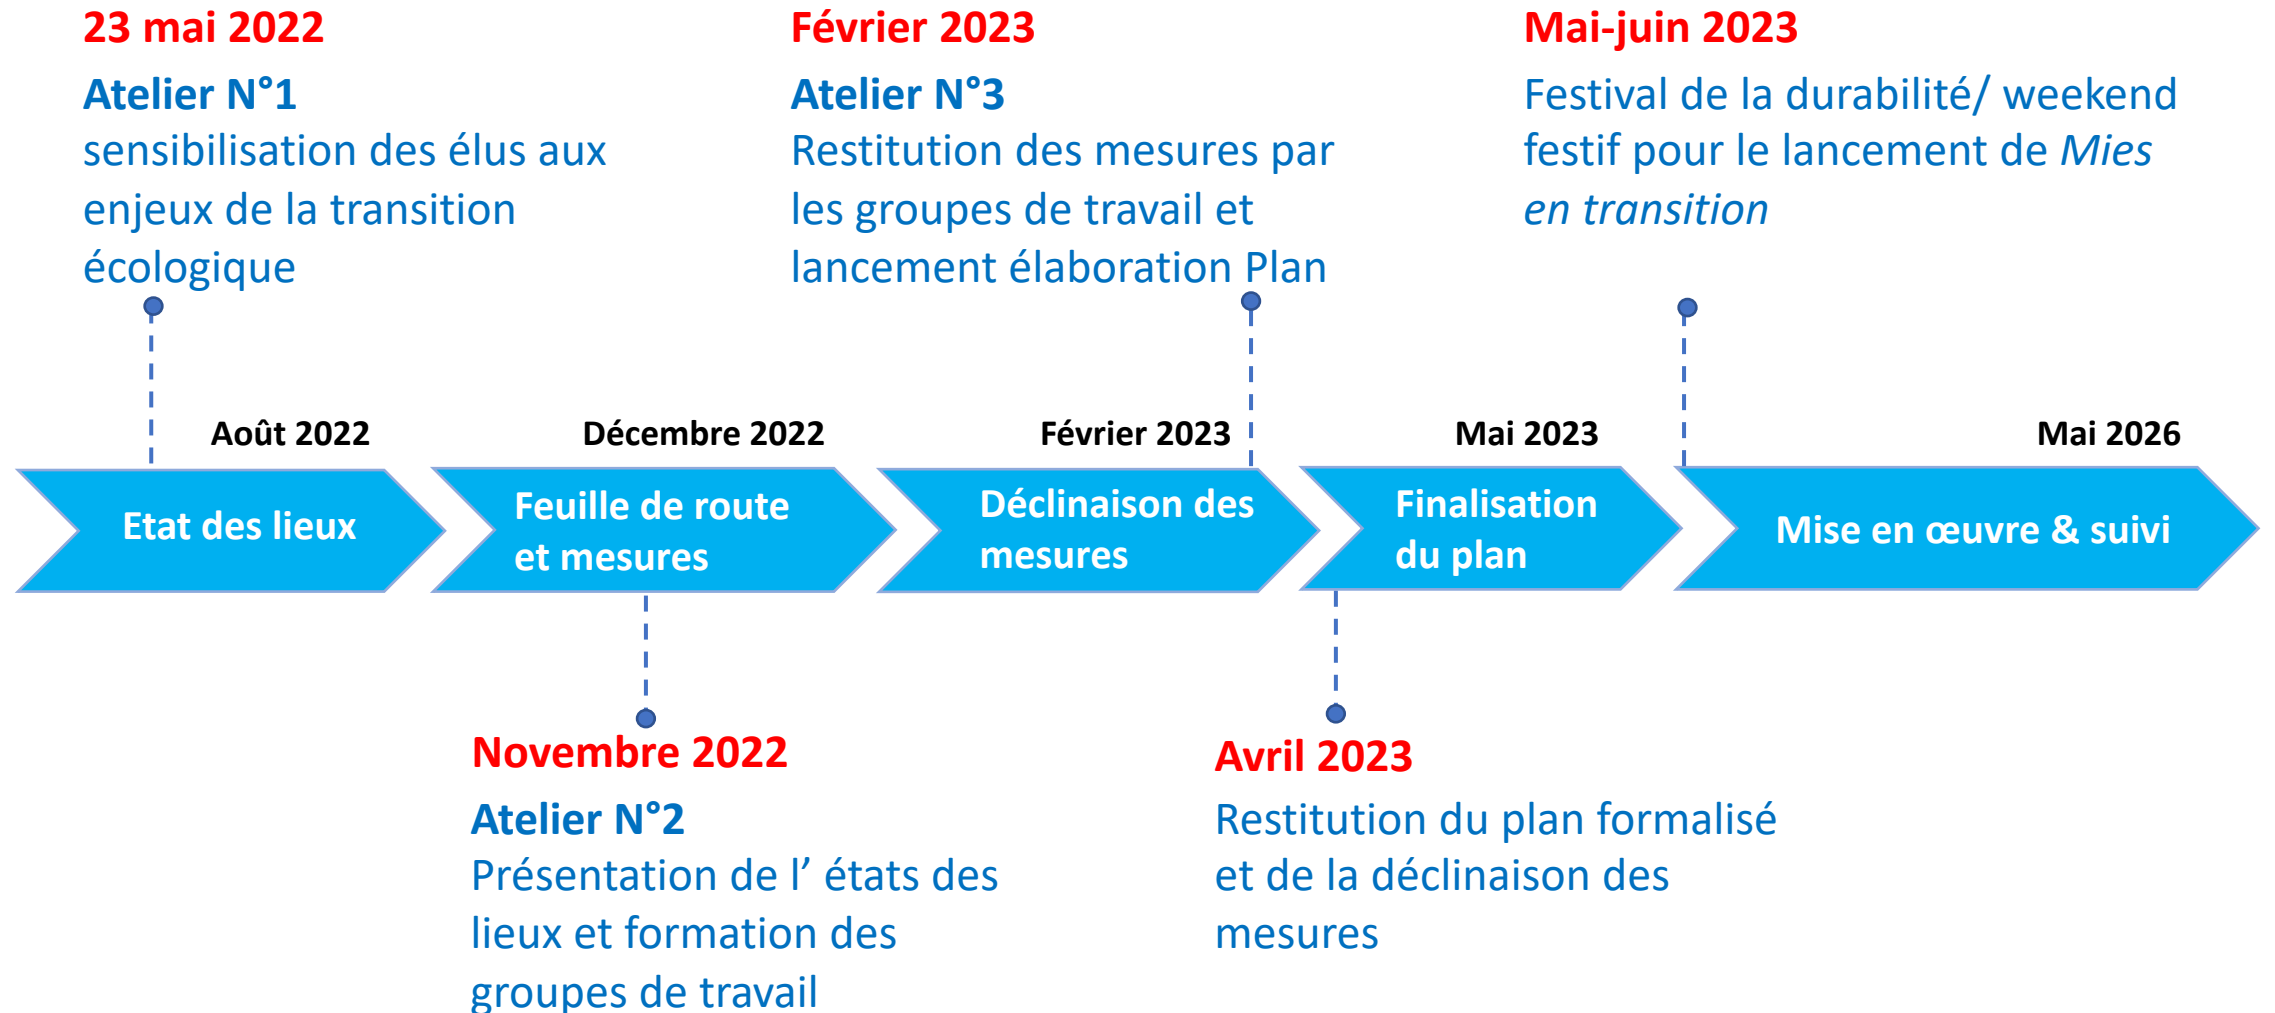 23 mai 2022
Atelier N°1
sensibilisation des élus aux
enjeux de la transition
écologique
Février 2023
Atelier N°3
Restitution des mesures par
les groupes de travail et
lancement élaboration Plan
Mai-juin 2023
Festival de la durabilité/ weekend
festif pour le lancement de Mies
en transition
Août 2022
Décembre 2022
Février 2023
Mai 2023
Mai 2026
Etat des lieux
Feuille de route
et mesures
Déclinaison des
mesures
Finalisation
du plan
Mise en œuvre & suivi
Novembre 2022
Atelier N°2
Présentation de l’ états des
lieux et formation des
groupes de travail
Avril 2023
Restitution du plan formalisé
et de la déclinaison des
mesures